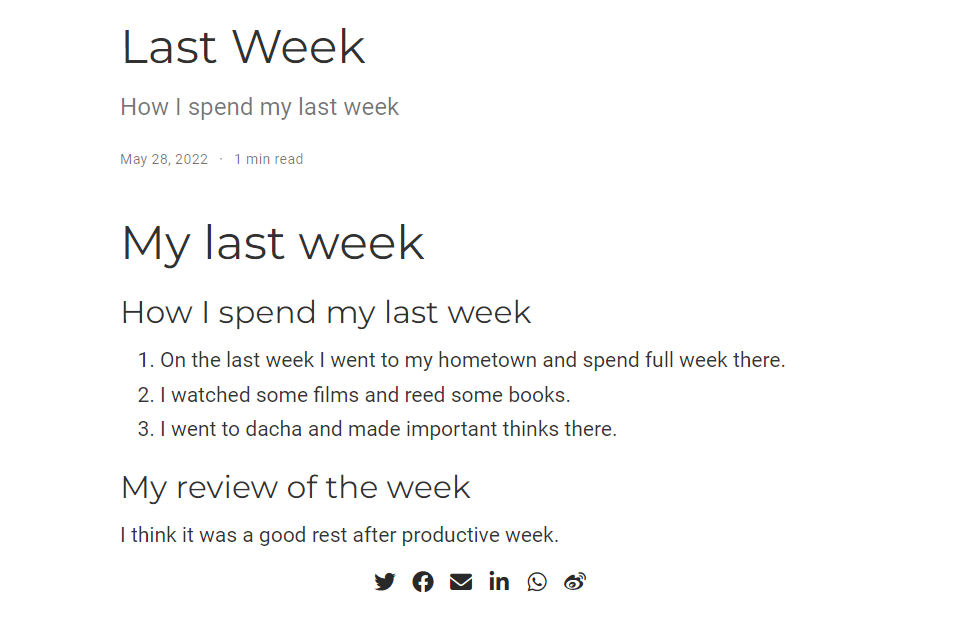 Last Week
How I spend my last week
May 28, 2022 · 1 min read
My last week
How I spend my last week
1. On the last week I went to my hometown and spend full week there.
2. I watched some films and reed some books.
3. I went to dacha and made important thinks there.
My review of the week
I think it was a good rest after productive week.